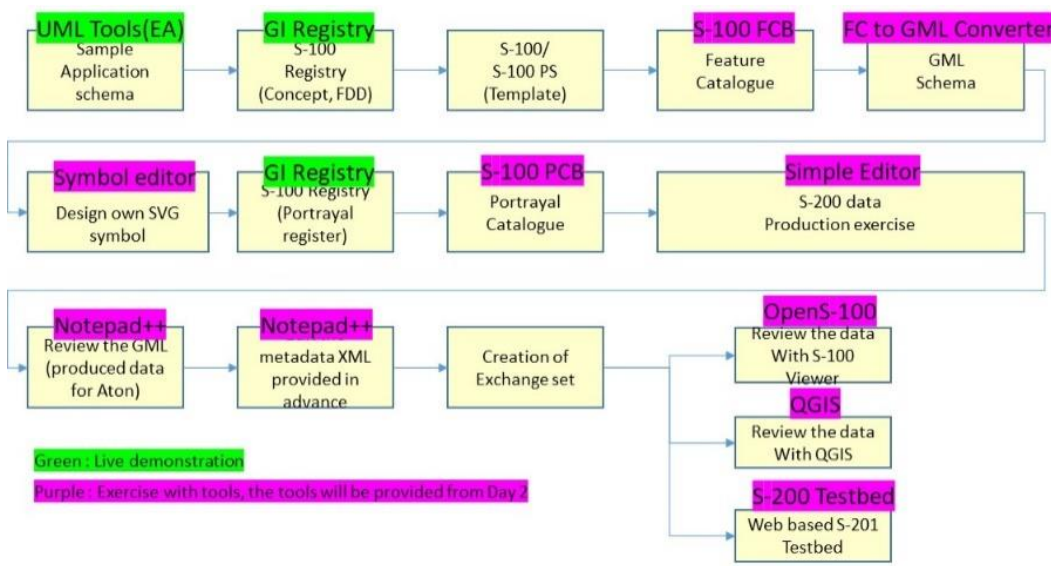 UML Tools(EA)
Sample
Application
schema
GI Registry
S-100
Registry
(Concept, FDD)
S-100/
S-100 PS
(Template)
S-100 FCB
Feature
Catalogue
FC to GML Converter
GML
Schema
Symbol editor
Design own SVG
symbol
GI Registry
S-100 Registry
(Portrayal
register)
S-100 PCB
Portrayal
Catalogue
Simple Editor
S-200 data
Production exercise
Notepad++
Review the GML
(produced data
for Aton)
Notepad++
metadata XML
provided in
advance
Creation of
Exchange set
OpenS-100
Review the data
With S-100
Viewer
QGIS
Review the data
With QGIS
S-200 Testbed
Web based S-201
Testbed
Green : Live demonstration
Purple : Exercise with tools, the tools will be provided from Day 2